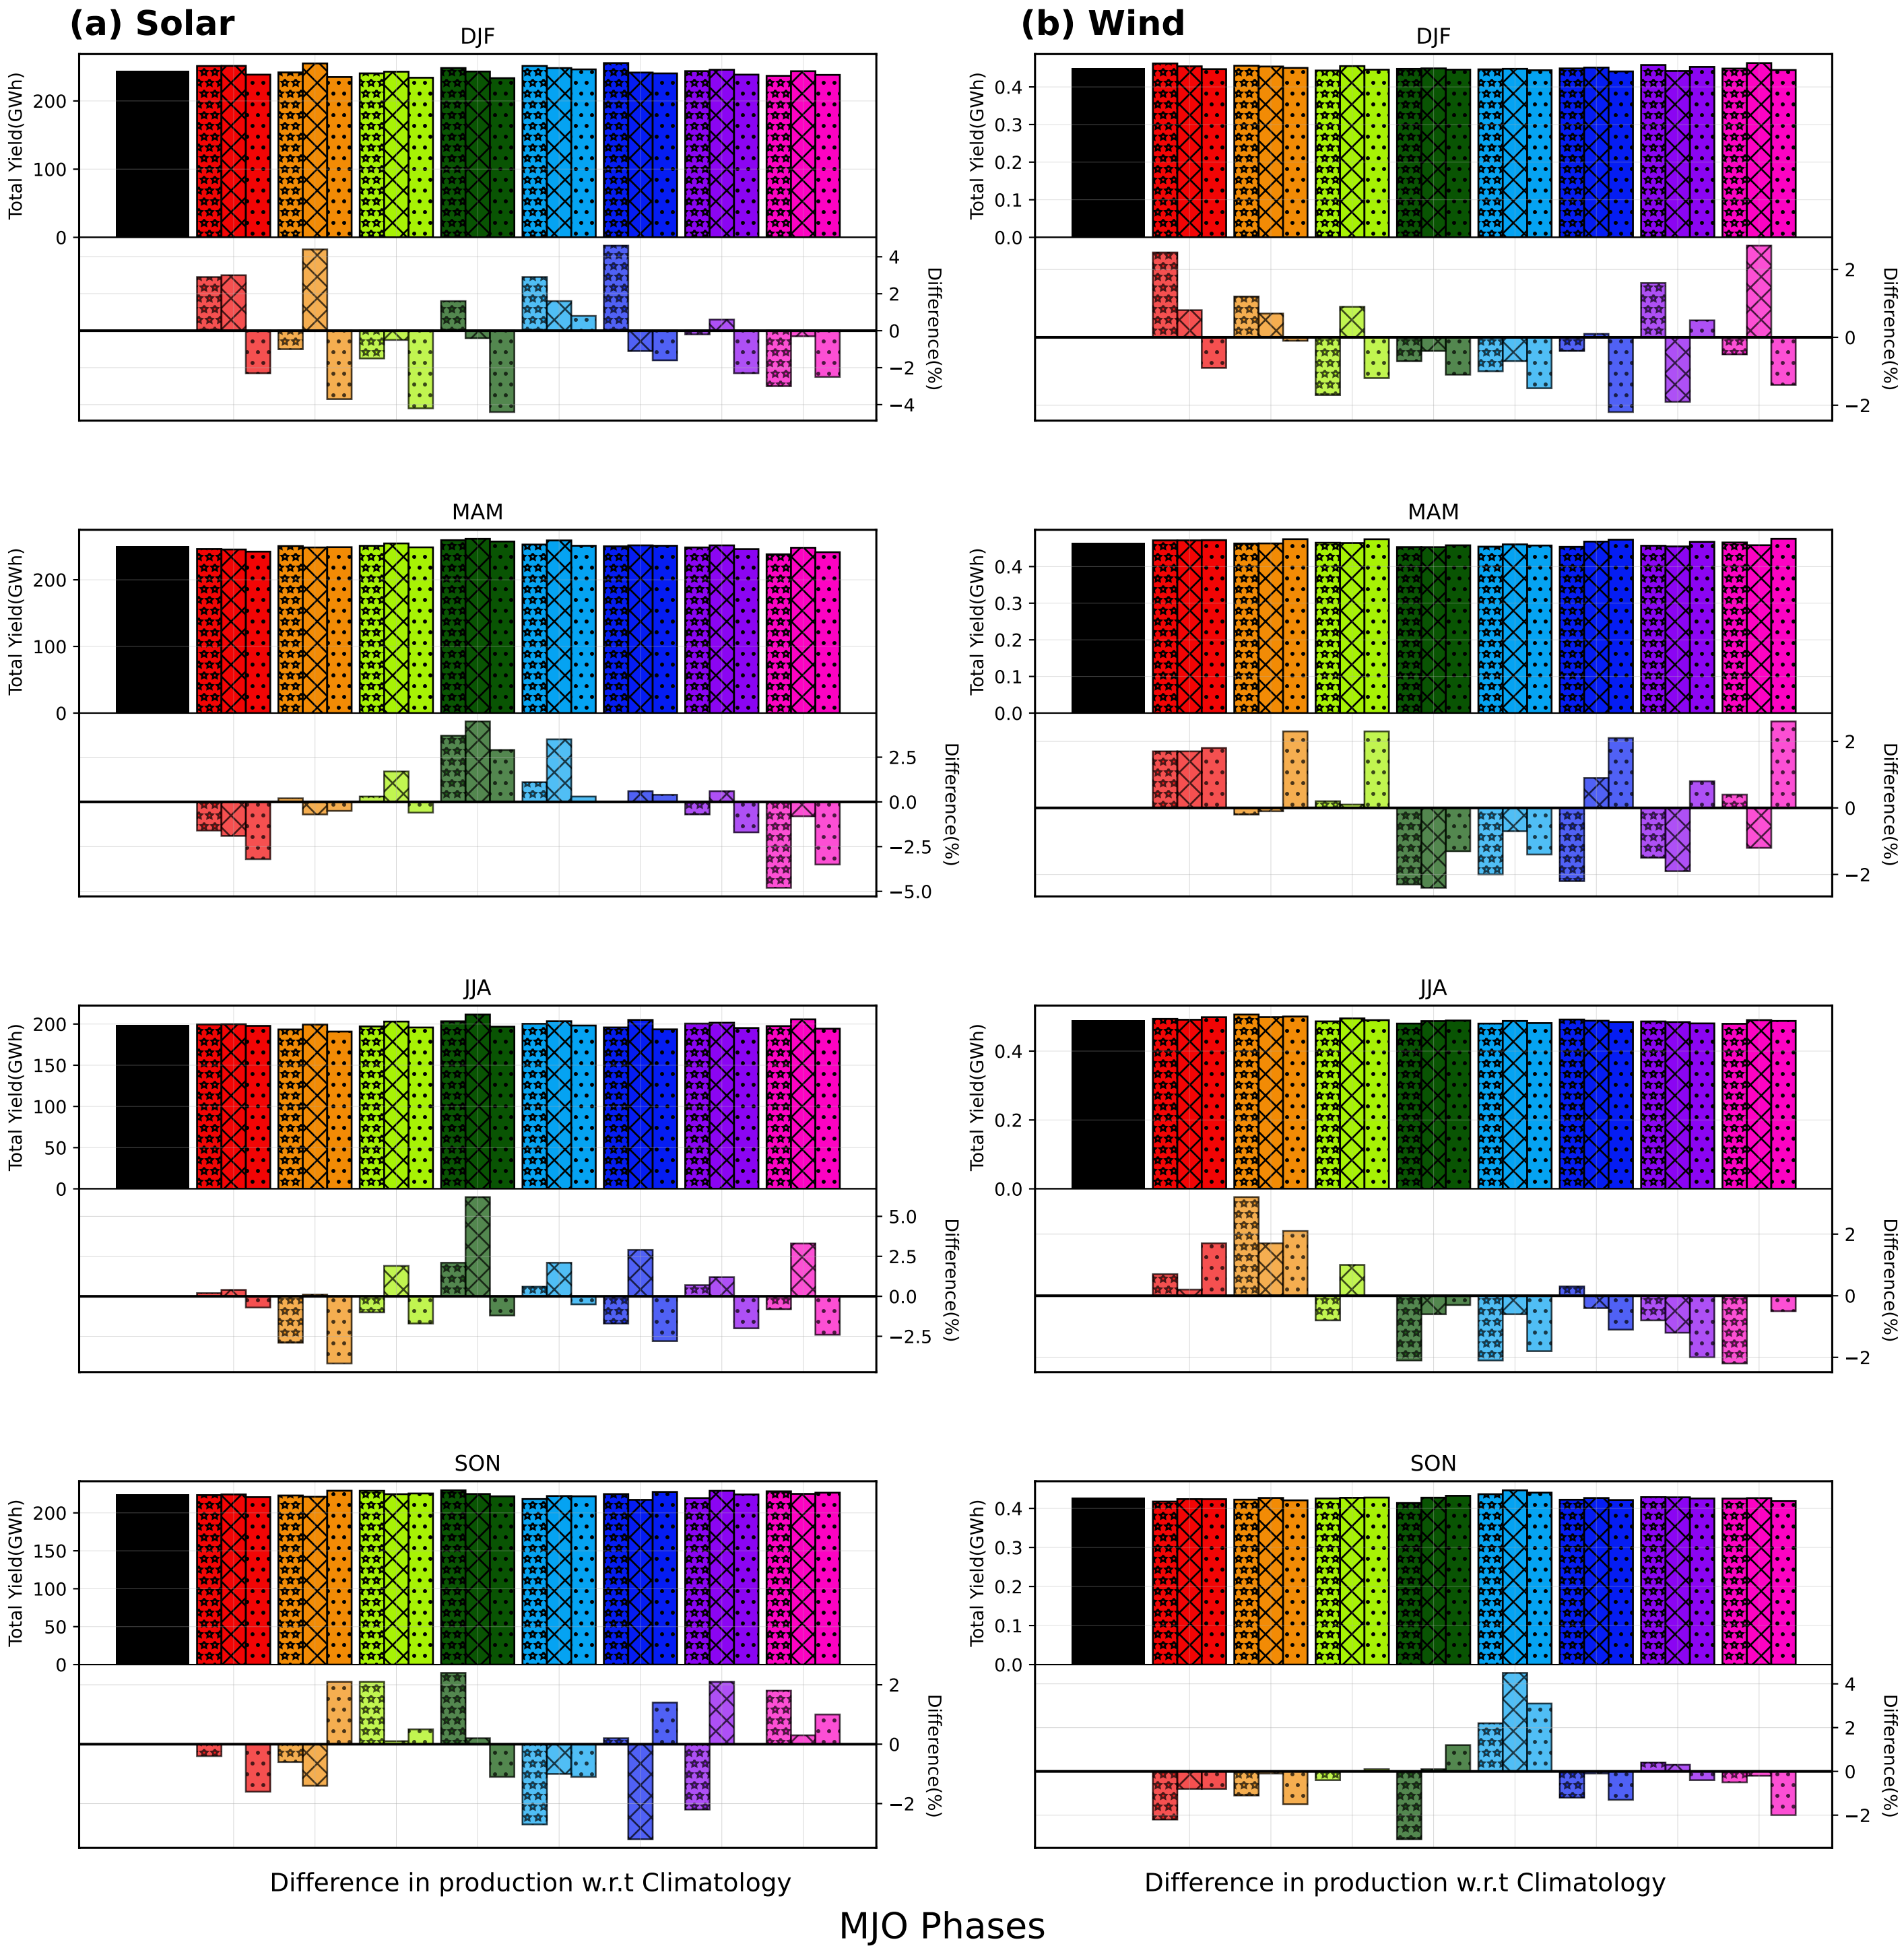 (a) Solar
(b) Wind
DJF
Total Yield(GWh)
200
100
0
4
2
0
−2
−4
Difference(%)
DJF
Total Yield(GWh)
0.4
0.3
0.2
0.1
0.0
2
0
−2
Difference(%)
MAM
Total Yield(GWh)
200
100
0
2.5
0.0
−2.5
−5.0
Difference(%)
MAM
Total Yield(GWh)
0.4
0.3
0.2
0.1
0.0
2
0
−2
Difference(%)
JJA
Total Yield(GWh)
200
150
100
50
0
5.0
2.5
0.0
−2.5
Difference(%)
JJA
Total Yield(GWh)
0.4
0.2
0.0
2
0
−2
Difference(%)
SON
Total Yield(GWh)
200
150
100
50
0
2
0
−2
Difference(%)
SON
Total Yield(GWh)
0.4
0.3
0.2
0.1
0.0
4
2
0
−2
Difference(%)
Difference in production w.r.t Climatology
Difference in production w.r.t Climatology
MJO Phases